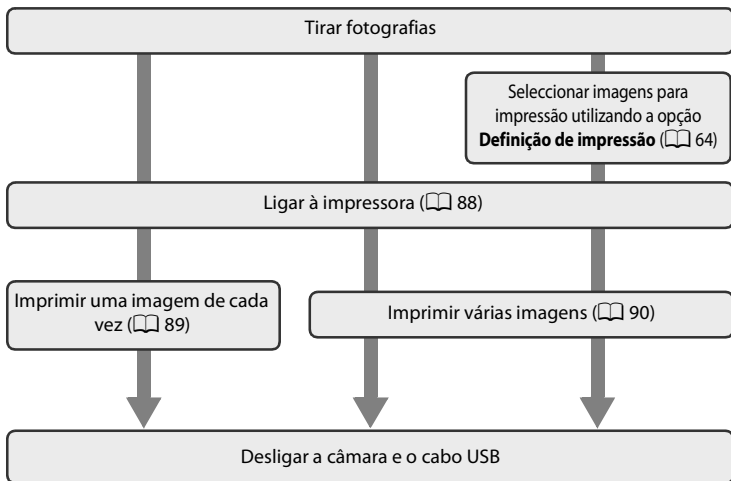 Tirar fotografias
Seleccionar imagens para
impressão utilizando a opção
Definição de impressão (📖 64)
Ligar à impressora (📖 88)
Imprimir uma imagem de cada
vez (📖 89)
Imprimir várias imagens (📖 90)
Desligar a câmara e o cabo USB